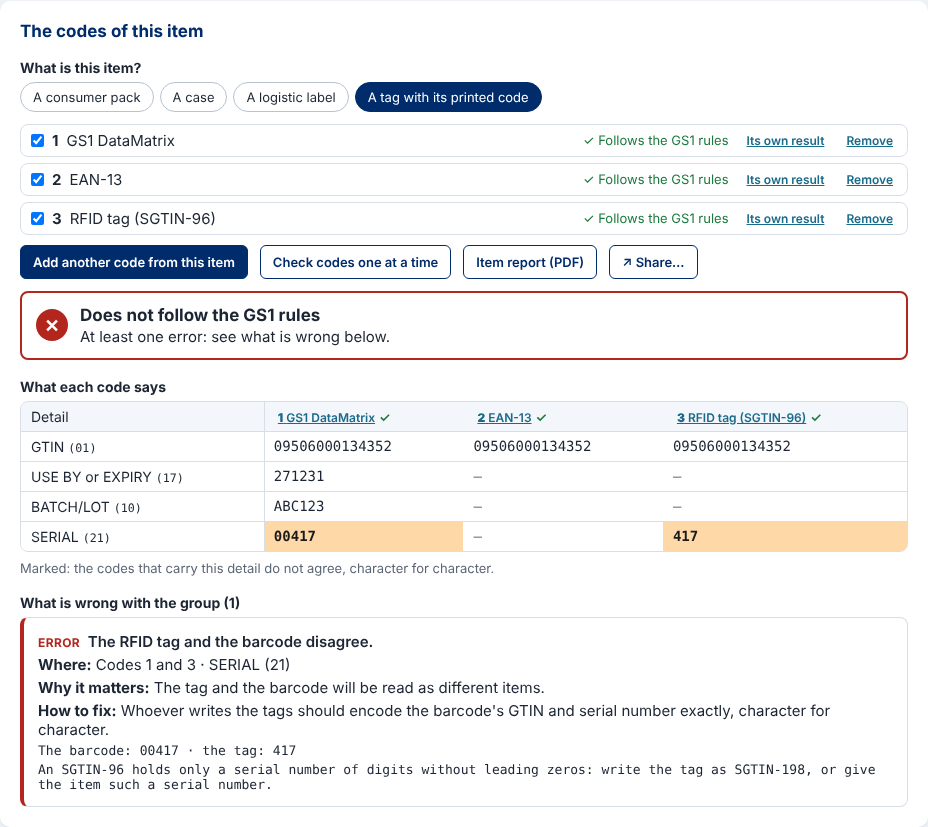 The codes of this item
What is this item?
A consumer pack A case A logistic label A tag with its printed code
1 GS1 DataMatrix ✓ Follows the GS1 rules Its own result Remove
2 EAN-13 ✓ Follows the GS1 rules Its own result Remove
3 RFID tag (SGTIN-96) ✓ Follows the GS1 rules Its own result Remove
Add another code from this item Check codes one at a time Item report (PDF) ↗ Share...
Does not follow the GS1 rules
At least one error: see what is wrong below.
What each code says
Detail 1 GS1 DataMatrix ✓ 2 EAN-13 ✓ 3 RFID tag (SGTIN-96) ✓
GTIN (01) 09506000134352 09506000134352 09506000134352
USE BY or EXPIRY (17) 271231 – –
BATCH/LOT (10) ABC123 – –
SERIAL (21) 00417 – 417
Marked: the codes that carry this detail do not agree, character for character.
What is wrong with the group (1)
ERROR The RFID tag and the barcode disagree.
Where: Codes 1 and 3 · SERIAL (21)
Why it matters: The tag and the barcode will be read as different items.
How to fix: Whoever writes the tags should encode the barcode's GTIN and serial number exactly, character for
character.
The barcode: 00417 · the tag: 417
An SGTIN-96 holds only a serial number of digits without leading zeros: write the tag as SGTIN-198, or give
the item such a serial number.